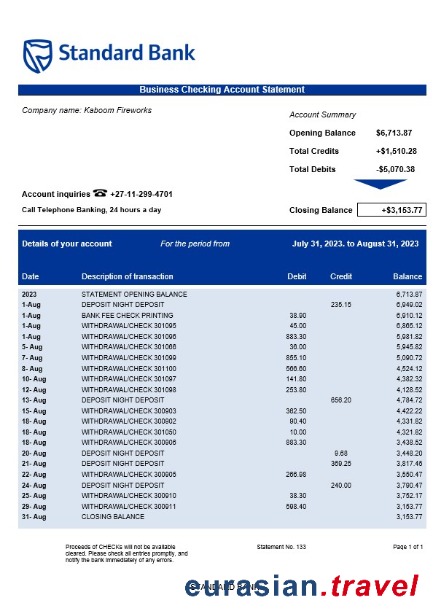 Standard Bank
Business Checking Account Statement
Company name: Kaboom Fireworks
Account Summary
Opening Balance $6,713.87
Total Credits +$1,510.28
Total Debits -$5,070.38
Account inquiries ☎ +27-11-299-4701
Call Telephone Banking, 24 hours a day
Closing Balance +$3,153.77
Details of your account For the period from July 31, 2023, to August 31, 2023
Date Description of transaction Debit Credit Balance
2023 STATEMENT OPENING BALANCE 6,713.87
1-Aug DEPOSIT NIGHT DEPOSIT 235.15 6,949.02
1-Aug BANK FEE CHECK PRINTING 38.90 6,910.12
1-Aug WITHDRAWAL/CHECK 301095 45.00 6,865.12
1-Aug WITHDRAWAL/CHECK 301096 883.30 5,981.82
5- Aug WITHDRAWAL/CHECK 301068 36.00 5,945.82
7- Aug WITHDRAWAL/CHECK 301099 855.10 5,090.72
8- Aug WITHDRAWAL/CHECK 301100 566.60 4,524.12
10- Aug WITHDRAWAL/CHECK 301097 141.80 4,382.32
12- Aug WITHDRAWAL/CHECK 301098 253.80 4,128.52
13- Aug DEPOSIT NIGHT DEPOSIT 656.20 4,784.72
15- Aug WITHDRAWAL/CHECK 300903 362.50 4,422.22
18- Aug WITHDRAWAL/CHECK 300902 90.40 4,331.82
18- Aug WITHDRAWAL/CHECK 301050 10.00 4,321.82
18- Aug WITHDRAWAL/CHECK 300906 883.30 3,438.52
20- Aug DEPOSIT NIGHT DEPOSIT 9.68 3,448.20
21- Aug DEPOSIT NIGHT DEPOSIT 369.25 3,817.45
22- Aug WITHDRAWAL/CHECK 300905 266.98 3,550.47
24- Aug DEPOSIT NIGHT DEPOSIT 240.00 3,790.47
25- Aug WITHDRAWAL/CHECK 300910 38.30 3,752.17
29- Aug WITHDRAWAL/CHECK 300911 598.40 3,153.77
31- Aug CLOSING BALANCE 3,153.77
Proceeds of CHECKs will not be available Statement No. 133 Page 1 of 1
cleared. Please check all entries promptly, and
notify the bank immediately of any errors.
STANDARD BANK
eurasian.travel